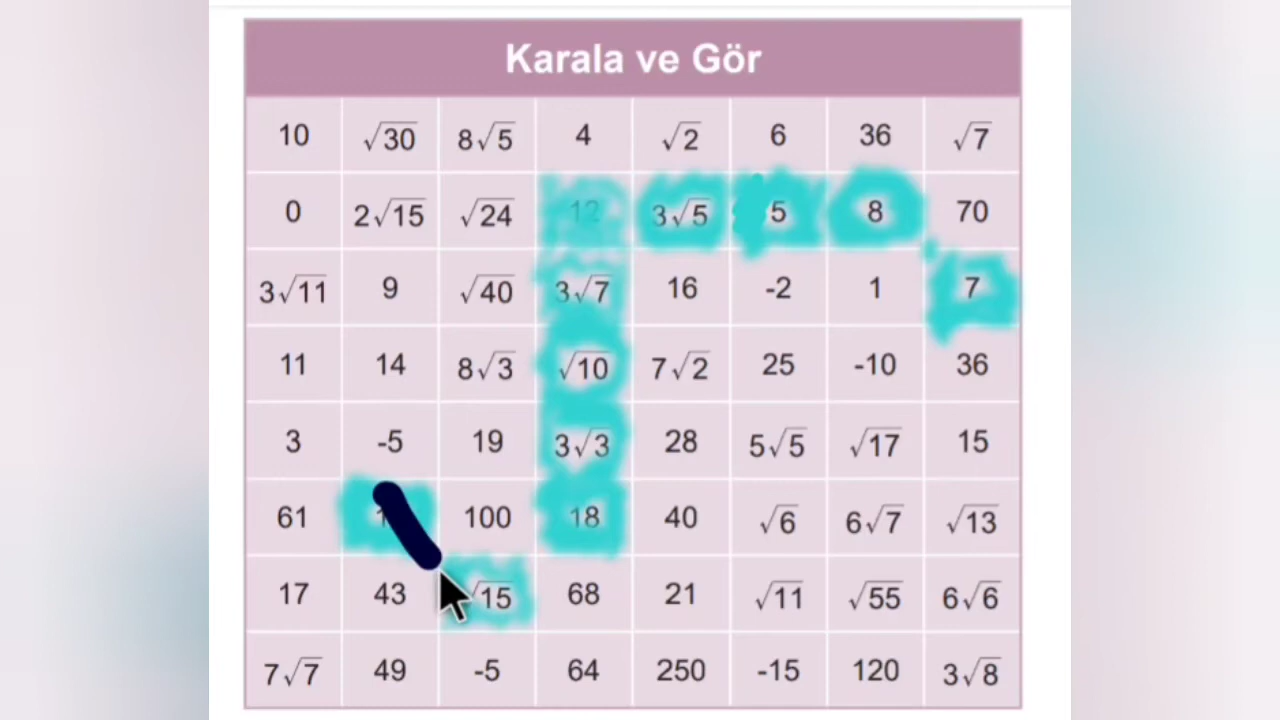 Karala ve Gör
10 √30 8√5 4 √2 6 36 √7
0 2√15 √24 12 3√5 5 8 70
3√11 9 √40 3√7 16 -2 1 7
11 14 8√3 √10 7√2 25 -10 36
3 -5 19 3√3 28 5√5 √17 15
61 100 18 40 √6 6√7 √13
17 43 √15 68 21 √11 √55 6√6
7√7 49 -5 64 250 -15 120 3√8